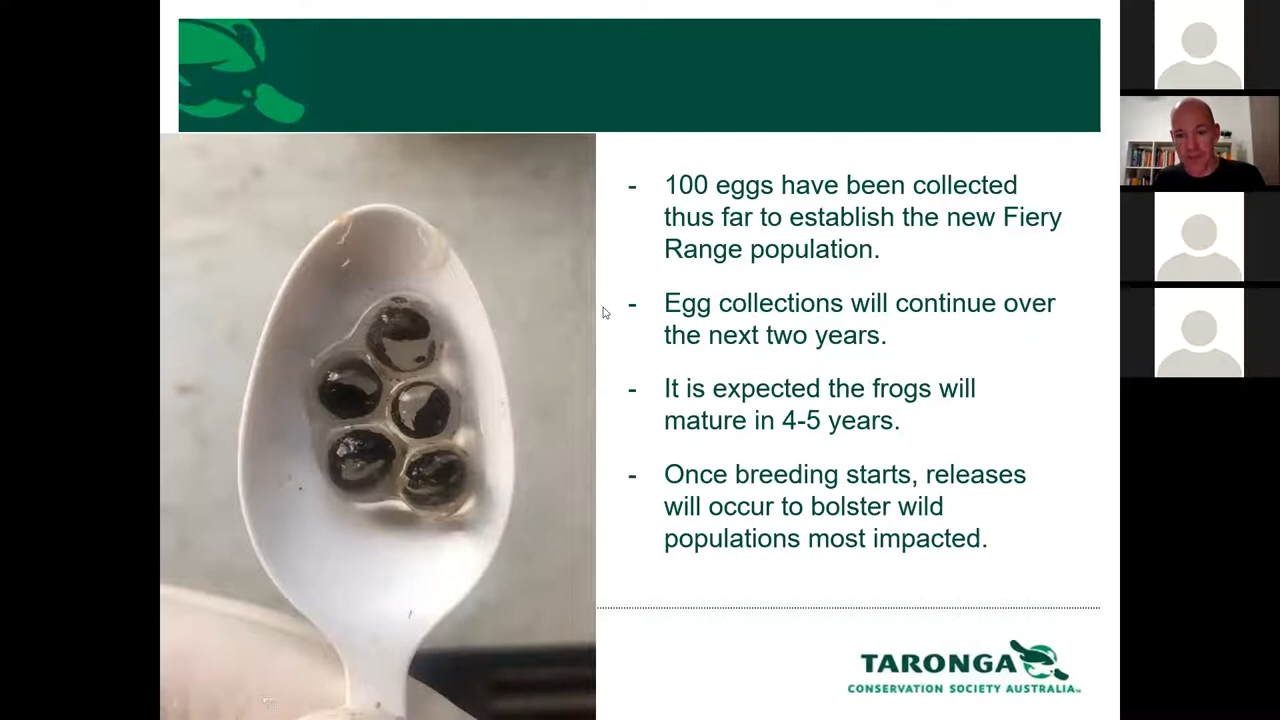 - 100 eggs have been collected
thus far to establish the new Fiery
Range population.
- Egg collections will continue over
the next two years.
- It is expected the frogs will
mature in 4-5 years.
- Once breeding starts, releases
will occur to bolster wild
populations most impacted.
TARONGA
CONSERVATION SOCIETY AUSTRALIA